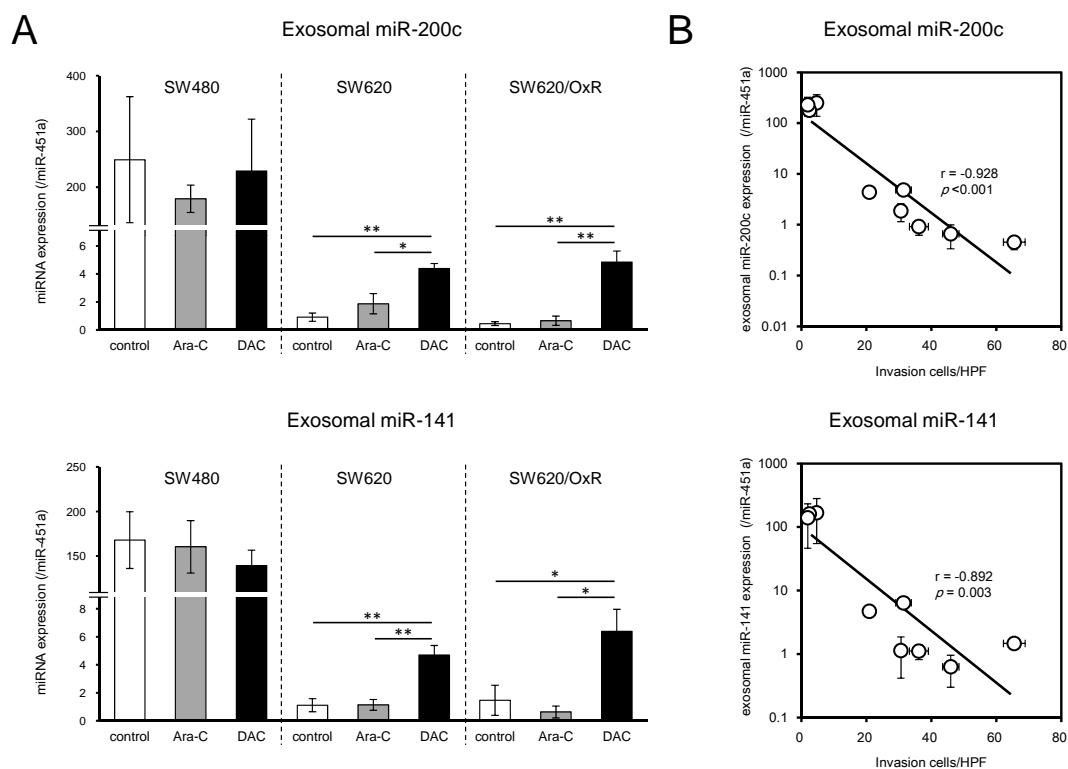 A
Exosomal miR-200c
miRNA expression (/miR-451a)
400
300
200
6
4
2
0
SW480
SW620
SW620/OxR
**
*
**
**
control Ara-C DAC control Ara-C DAC control Ara-C DAC
B
Exosomal miR-200c
exosomal miR-200c expression (/miR-451a)
1000
100
10
1
0.1
0.01
r = -0.928
p <0.001
0 20 40 60 80
Invasion cells/HPF
Exosomal miR-141
mRNA expression (/miR-451a)
250
150
8
6
4
2
0
SW480
SW620
SW620/OxR
**
**
*
*
control Ara-C DAC control Ara-C DAC control Ara-C DAC
Exosomal miR-141
exosomal miR-141 expression (/miR-451a)
1000
100
10
1
0.1
r = -0.892
p = 0.003
0 20 40 60 80
Invasion cells/HPF